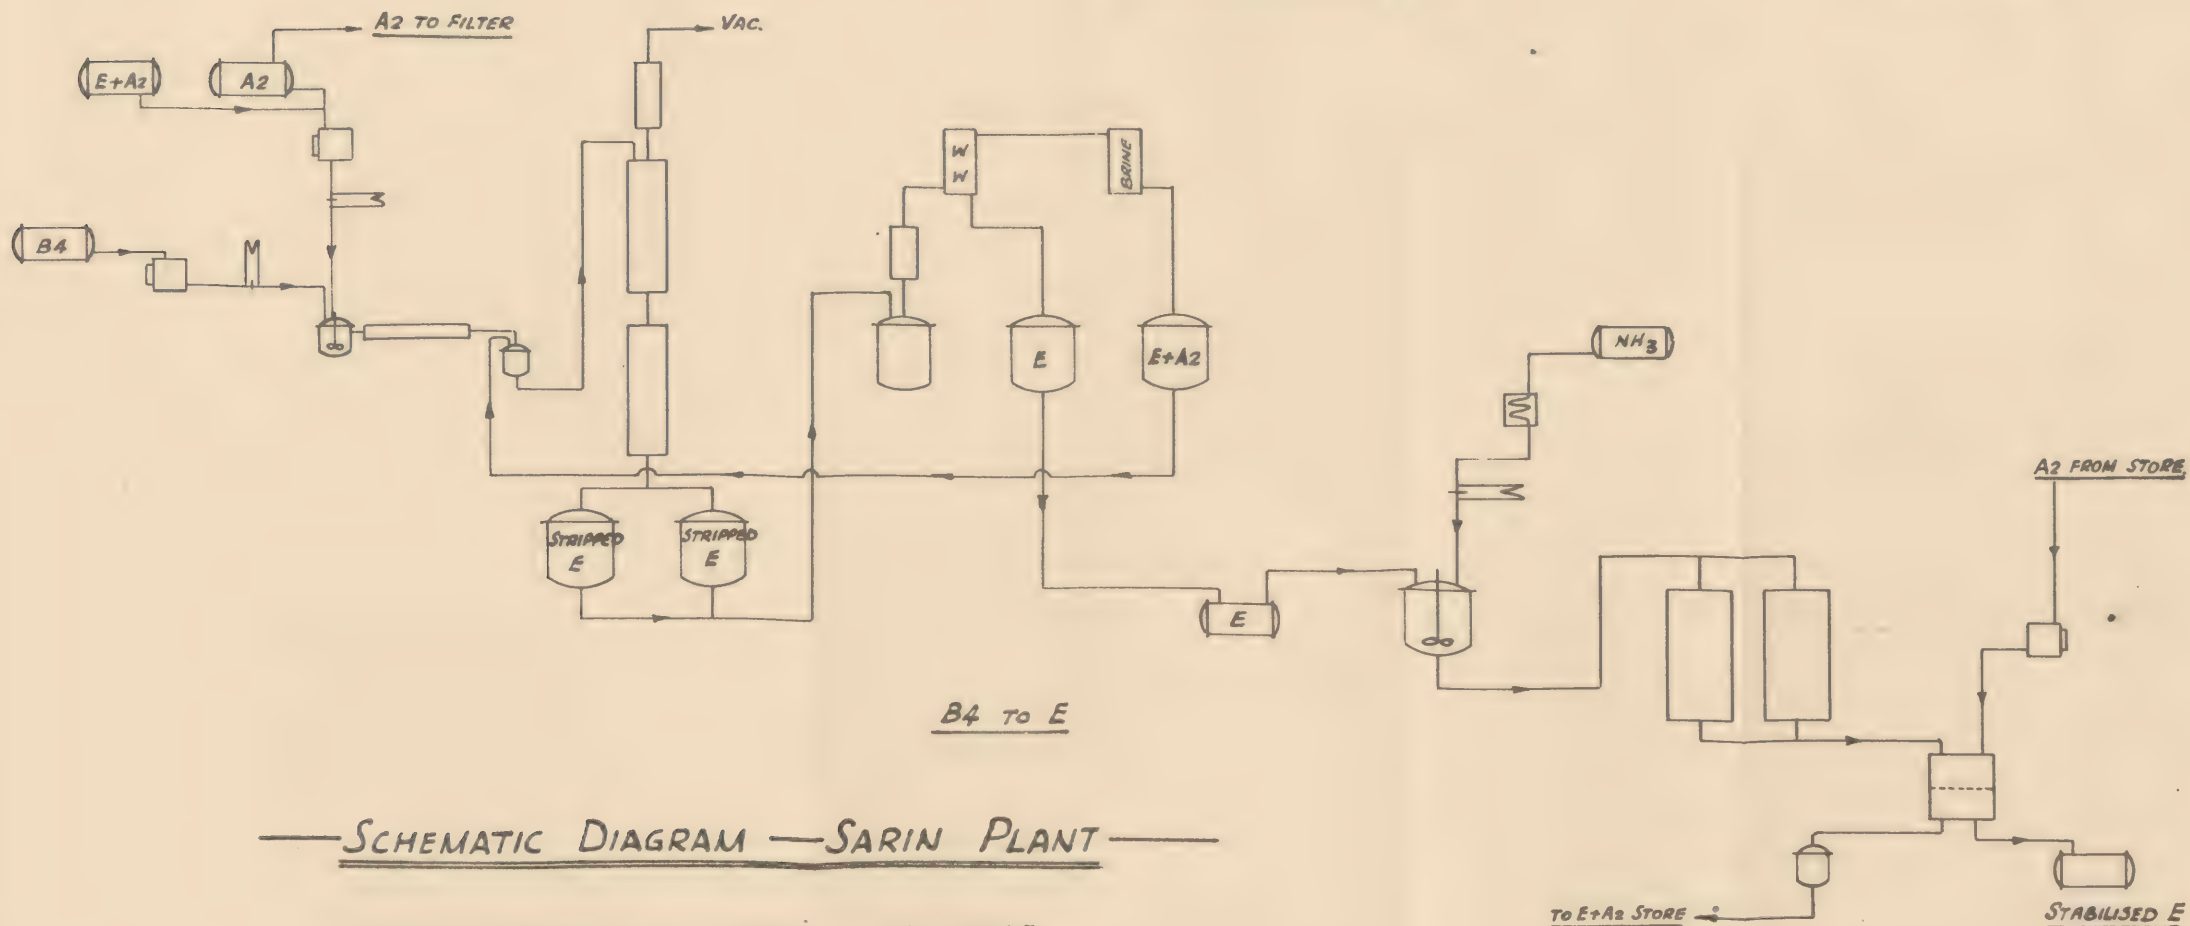 A2 TO FILTER
VAC.
E+A2
A2
W
W
BRINE
B4
E
E+A2
NH3
A2 FROM STORE
STRIPPED
E
STRIPPED
E
E
B4 TO E
SCHEMATIC DIAGRAM — SARIN PLANT
TO E+A2 STORE
STABILISED E